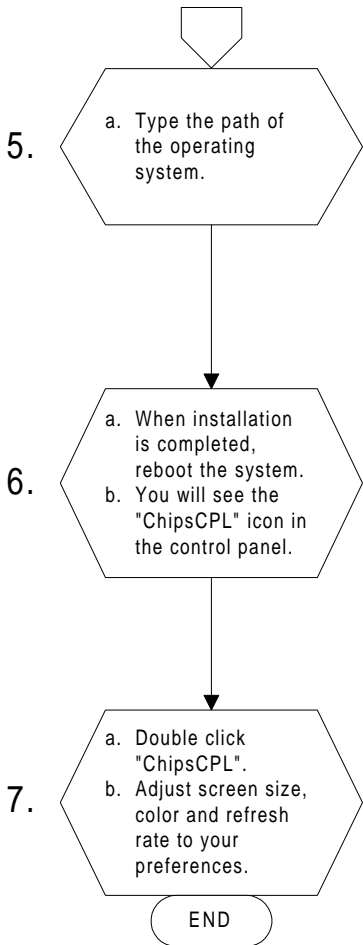 5.
a. Type the path of
the operating
system.
6.
a. When installation
is completed,
reboot the system.
b. You will see the
"ChipsCPL" icon in
the control panel.
7.
a. Double click
"ChipsCPL".
b. Adjust screen size,
color and refresh
rate to your
preferences.
END